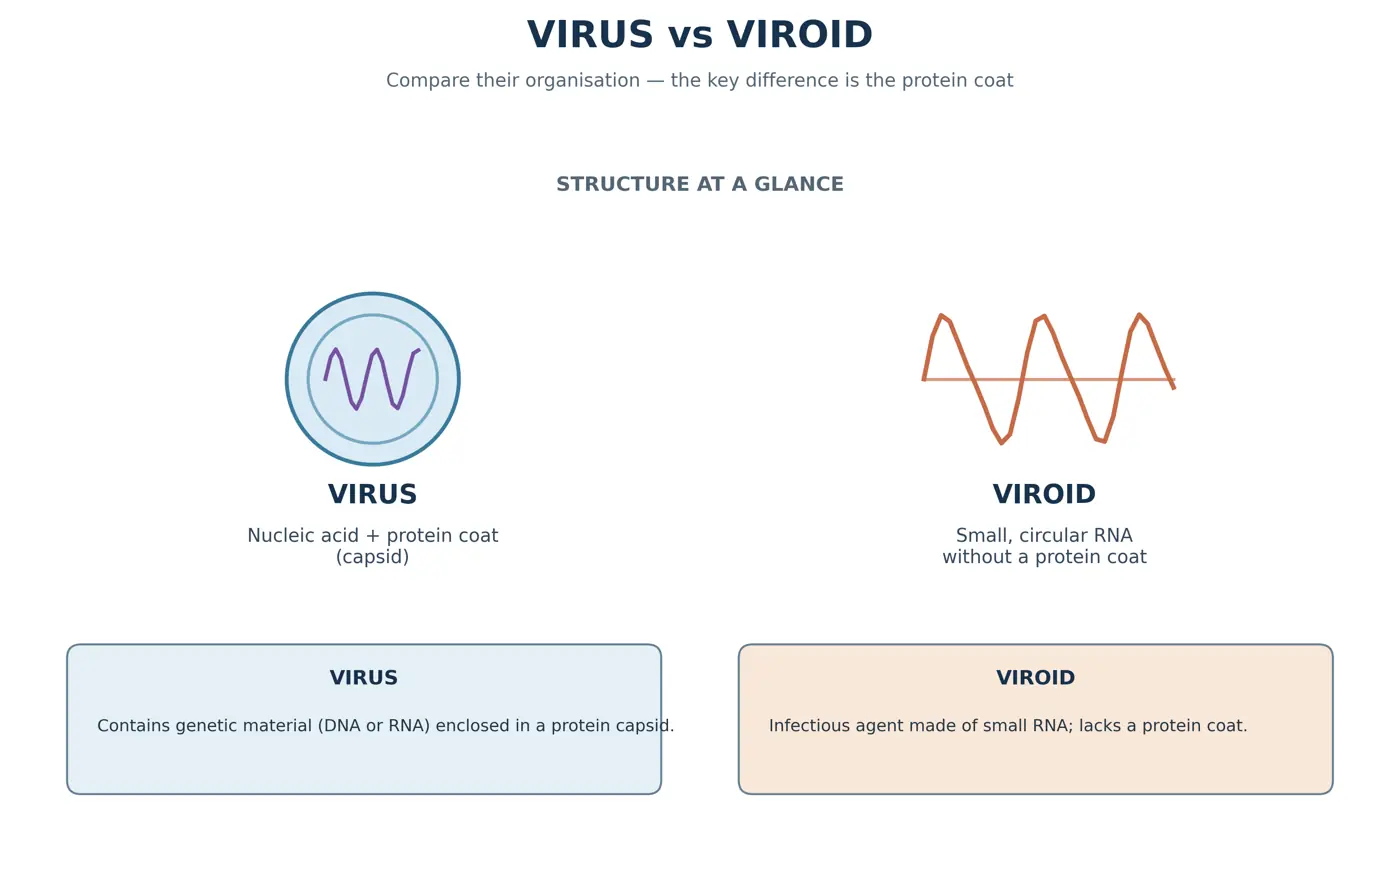 VIRUS vs VIROID
Compare their organisation — the key difference is the protein coat
STRUCTURE AT A GLANCE
VIRUS
Nucleic acid + protein coat
(capsid)
VIROID
Small, circular RNA
without a protein coat
VIRUS
Contains genetic material (DNA or RNA) enclosed in a protein capsid.
VIROID
Infectious agent made of small RNA; lacks a protein coat.